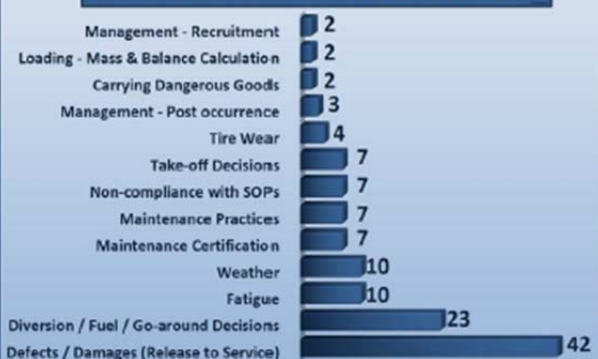 Management - Recruitment 2
Loading - Mass & Balance Calculation 2
Carrying Dangerous Goods 2
Management - Post occurrence 3
Tire Wear 4
Take-off Decisions 7
Non-compliance with SOPs 7
Maintenance Practices 7
Maintenance Certification 7
Weather 10
Fatigue 10
Diversion / Fuel / Go-around Decisions 23
Defects / Damages (Release to Service) 42